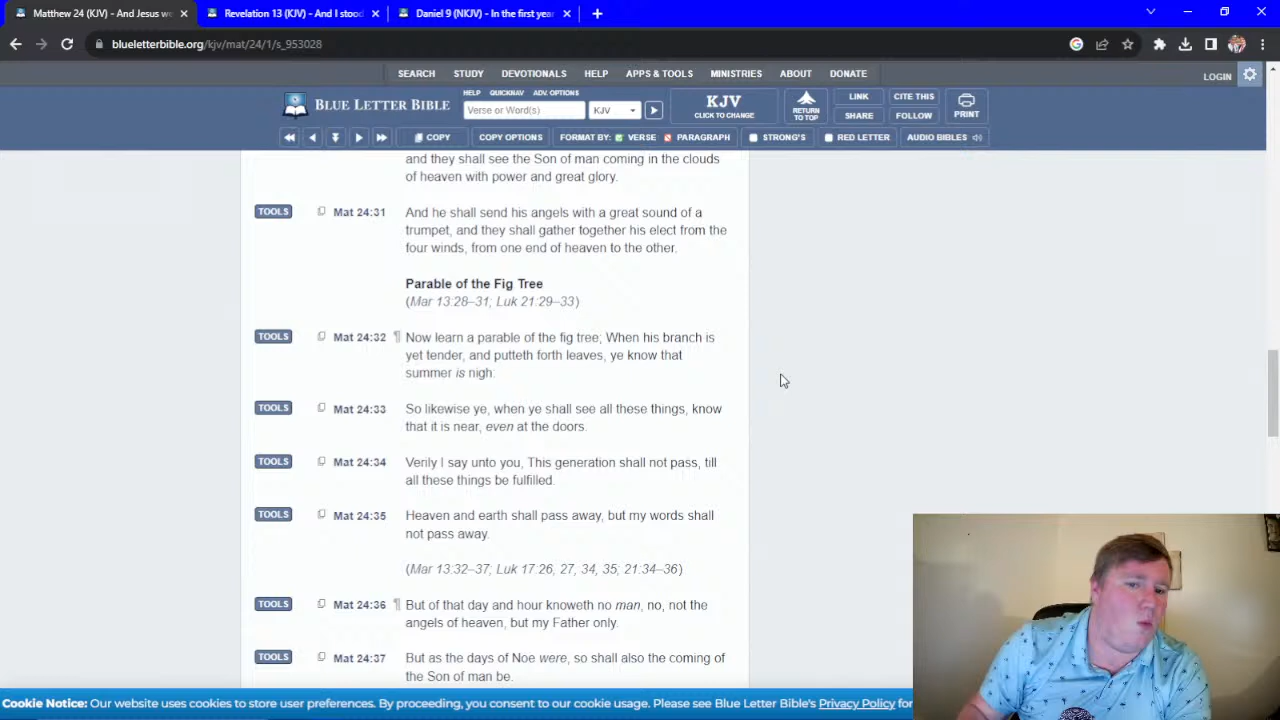 Matthew 24 (KJV) - And Jesus w
Revelation 13 (KJV) - And I stood
Daniel 9 (NKJV) - In the first year
blueletterbible.org/kjv/mat/24/1/s_953028
SEARCH STUDY DEVOTIONALS HELP APPS & TOOLS MINISTRIES ABOUT DONATE LOGIN
BLUE LETTER BIBLE
HELP QUICKNAV ADV. OPTIONS
Verse or Word(s) KJV
KJV
CLICK TO CHANGE
RETURN
TO TOP
LINK CITE THIS
SHARE FOLLOW
PRINT
COPY COPY OPTIONS FORMAT BY: VERSE PARAGRAPH STRONG'S RED LETTER AUDIO BIBLES
and they shall see the Son of man coming in the clouds
of heaven with power and great glory.
TOOLS Mat 24:31 And he shall send his angels with a great sound of a
trumpet, and they shall gather together his elect from the
four winds, from one end of heaven to the other.
Parable of the Fig Tree
(Mar 13:28–31; Luk 21:29–33)
TOOLS Mat 24:32 ¶ Now learn a parable of the fig tree; When his branch is
yet tender, and putteth forth leaves, ye know that
summer is nigh:
TOOLS Mat 24:33 So likewise ye, when ye shall see all these things, know
that it is near, even at the doors.
TOOLS Mat 24:34 Verily I say unto you, This generation shall not pass, till
all these things be fulfilled.
TOOLS Mat 24:35 Heaven and earth shall pass away, but my words shall
not pass away.
(Mar 13:32–37; Luk 17:26, 27, 34, 35; 21:34–36)
TOOLS Mat 24:36 ¶ But of that day and hour knoweth no man, no, not the
angels of heaven, but my Father only.
TOOLS Mat 24:37 But as the days of Noe were, so shall also the coming of
the Son of man be.
Cookie Notice: Our website uses cookies to store user preferences. By proceeding, you consent to our cookie usage. Please see Blue Letter Bible's Privacy Policy for